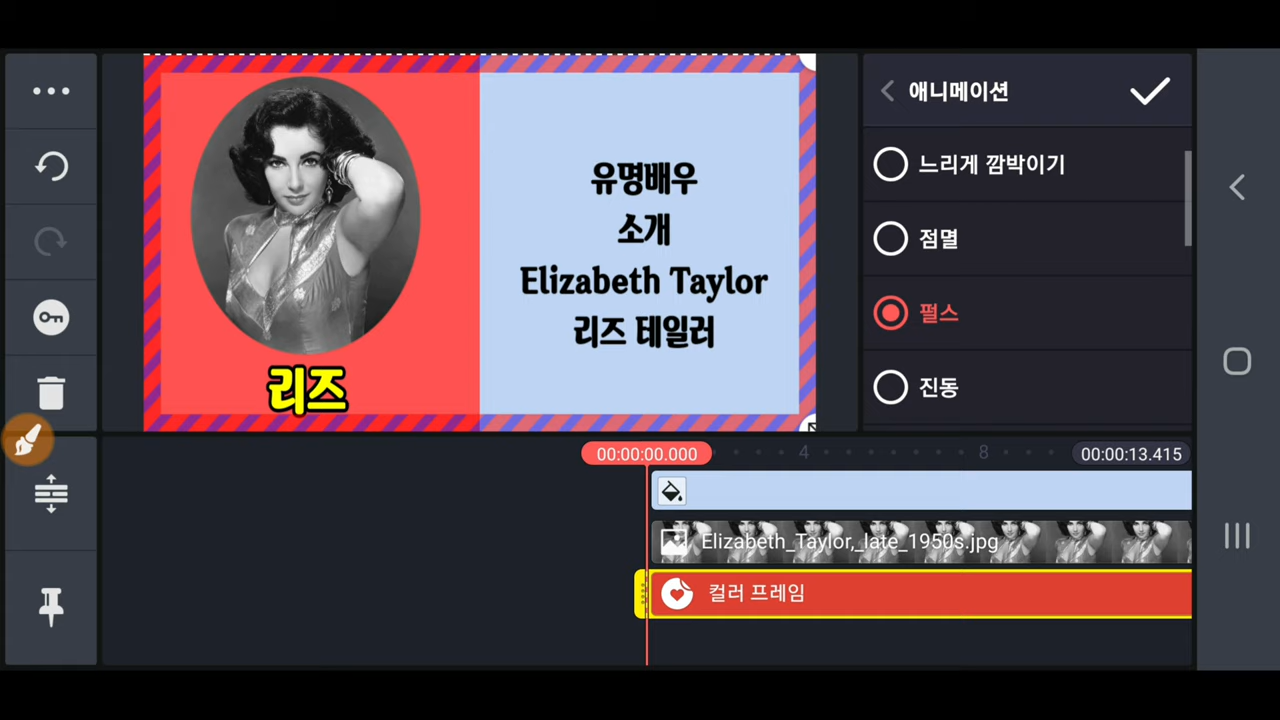 애니메이션
느리게 깜박이기
점멸
펄스
진동
유명배우
소개
Elizabeth Taylor
리즈 테일러
리즈
00:00:00.000
4
8
00:00:13.415
Elizabeth_Taylor,_late_1950s.jpg
컬러 프레임